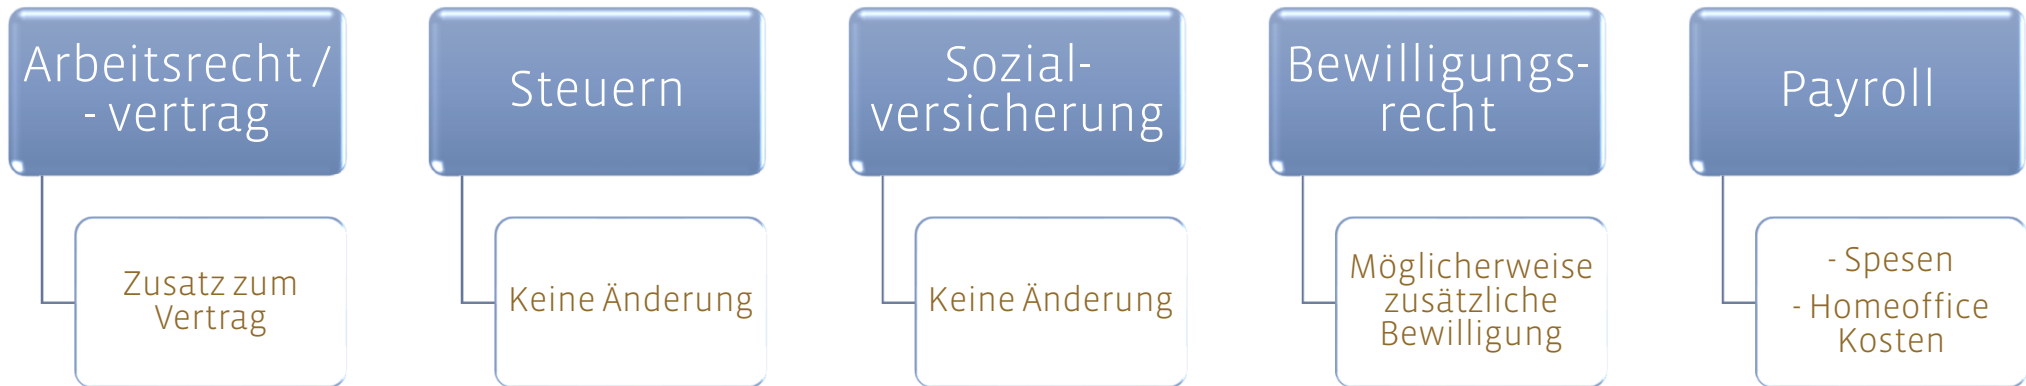 Arbeitsrecht /
- vertrag
Steuern
Sozial-
versicherung
Bewilligungs-
recht
Payroll
Zusatz zum
Vertrag
Keine Änderung
Keine Änderung
Möglicherweise
zusätzliche
Bewilligung
- Spesen
- Homeoffice
Kosten